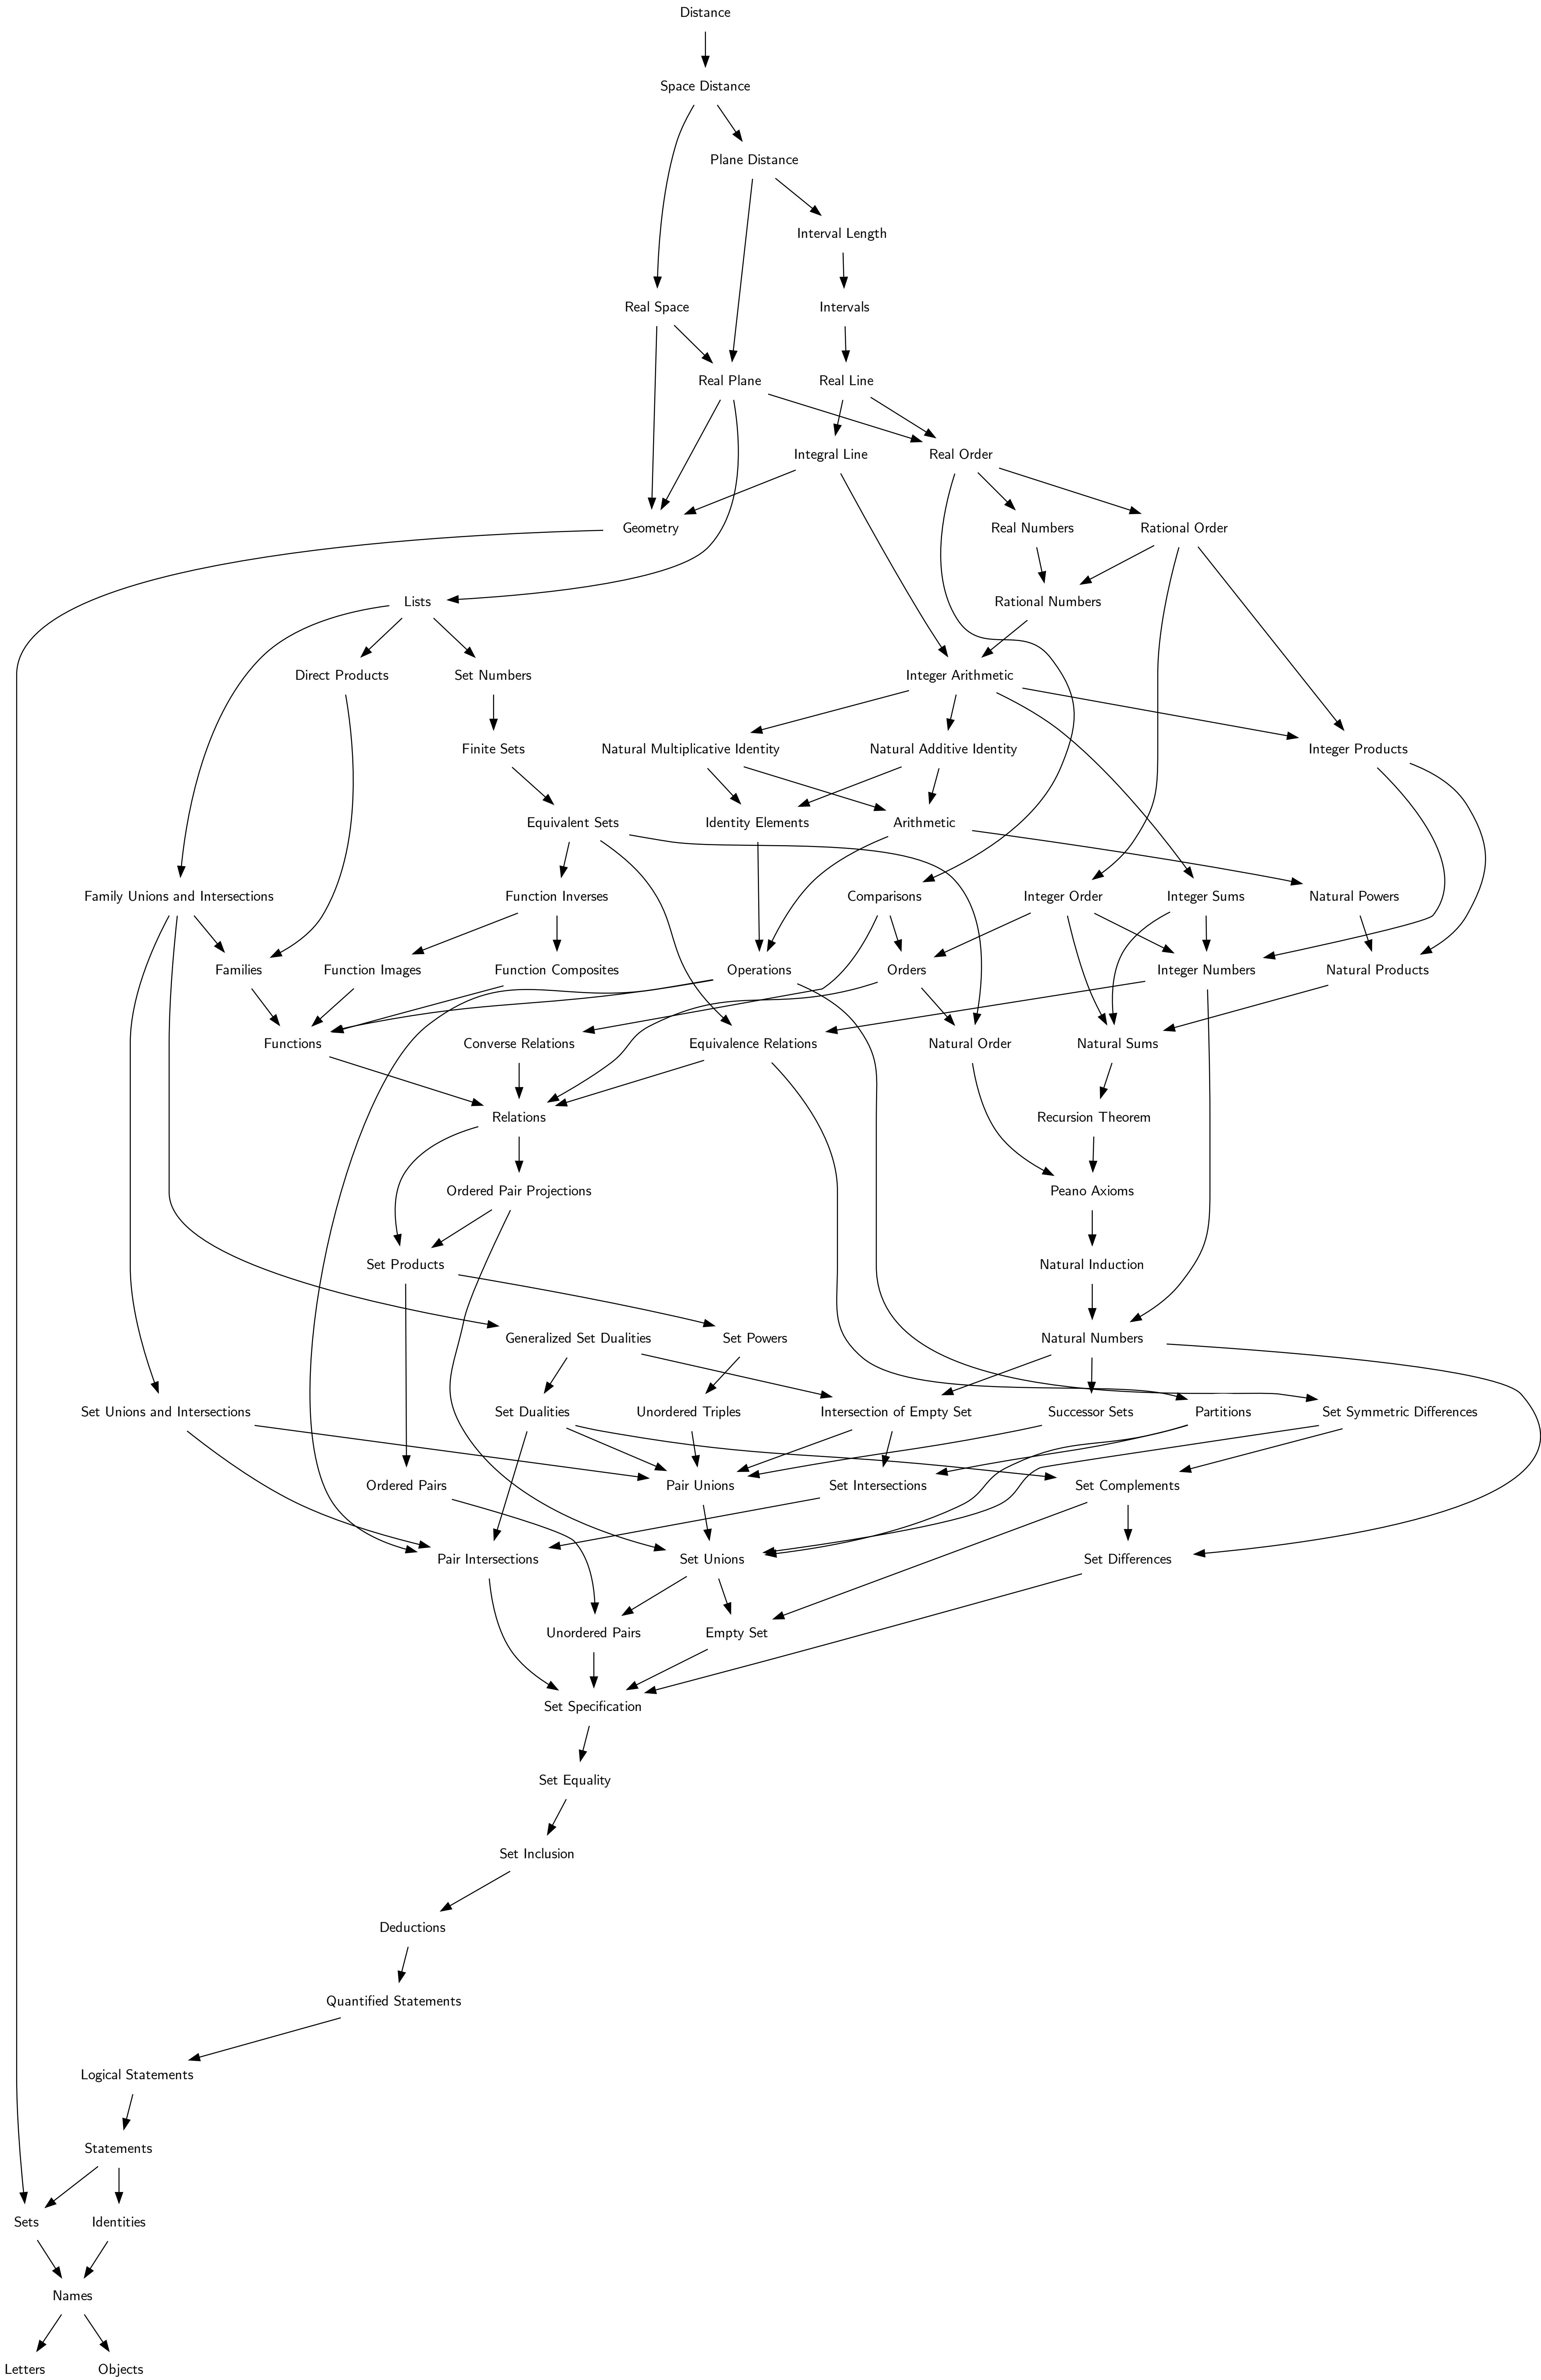 Distance
Space Distance
Plane Distance
Interval Length
Real Space
Intervals
Real Plane
Real Line
Integral Line
Real Order
Geometry
Real Numbers
Rational Order
Lists
Rational Numbers
Direct Products
Set Numbers
Integer Arithmetic
Finite Sets
Natural Multiplicative Identity
Natural Additive Identity
Integer Products
Equivalent Sets
Identity Elements
Arithmetic
Family Unions and Intersections
Function Inverses
Comparisons
Integer Order
Integer Sums
Natural Powers
Families
Function Images
Function Composites
Operations
Orders
Integer Numbers
Natural Products
Functions
Converse Relations
Equivalence Relations
Natural Order
Natural Sums
Relations
Recursion Theorem
Ordered Pair Projections
Peano Axioms
Set Products
Natural Induction
Generalized Set Dualities
Set Powers
Natural Numbers
Set Unions and Intersections
Set Dualities
Unordered Triples
Intersection of Empty Set
Successor Sets
Partitions
Set Symmetric Differences
Ordered Pairs
Pair Unions
Set Intersections
Set Complements
Pair Intersections
Set Unions
Set Differences
Unordered Pairs
Empty Set
Set Specification
Set Equality
Set Inclusion
Deductions
Quantified Statements
Logical Statements
Statements
Sets
Identities
Names
Letters
Objects